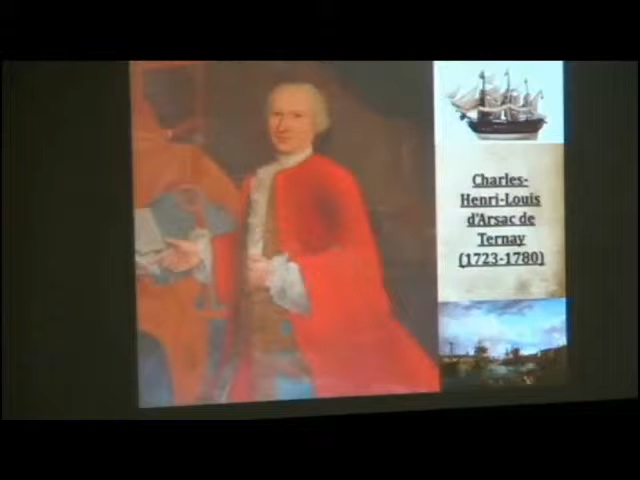 Charles-
Henri-Louis
d'Arsac de
Ternay
(1723-1780)